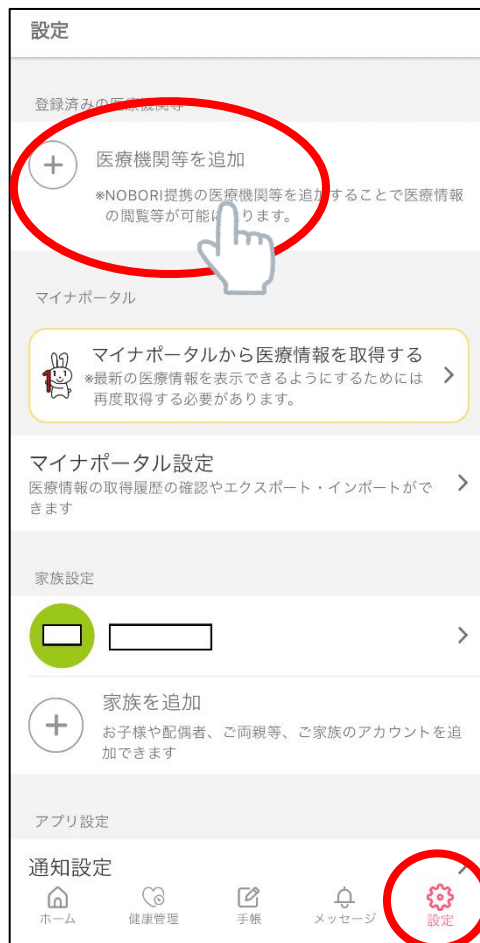 設定
登録済みの医療機関等
医療機関等を追加
※NOBORI提携の医療機関等を追加することで医療情報
の閲覧等が可能になります。
マイナポータル
マイナポータルから医療情報を取得する
※最新の医療情報を表示できるようにするためには
再度取得する必要があります。
マイナポータル設定
医療情報の取得履歴の確認やエクスポート・インポートがで
きます
家族設定
家族を追加
お子様や配偶者、ご両親等、ご家族のアカウントを追
加できます
アプリ設定
通知設定
ホーム 健康管理 手帳 メッセージ 設定